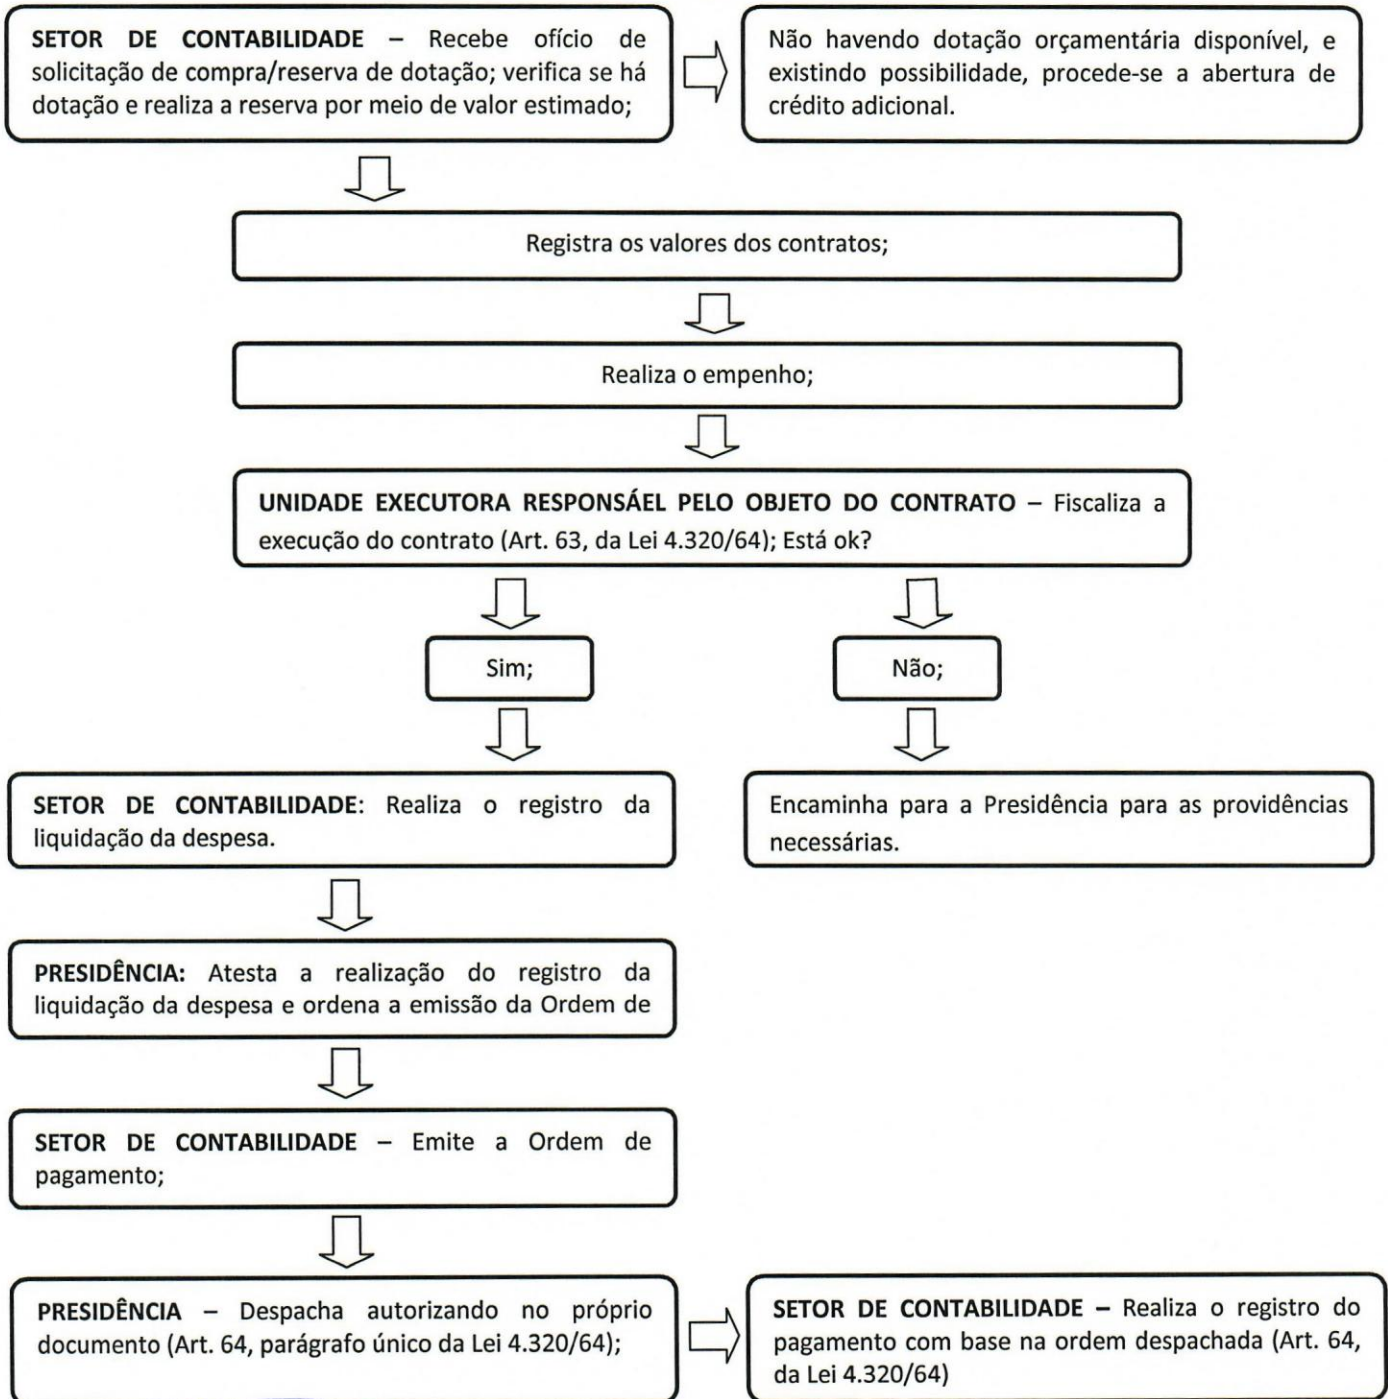 SETOR DE CONTABILIDADE – Recebe ofício de
solicitação de compra/reserva de dotação; verifica se há
dotação e realiza a reserva por meio de valor estimado;
Não havendo dotação orçamentária disponível, e
existindo possibilidade, procede-se a abertura de
crédito adicional.
Registra os valores dos contratos;
Realiza o empenho;
UNIDADE EXECUTORA RESPONSÁEL PELO OBJETO DO CONTRATO – Fiscaliza a
execução do contrato (Art. 63, da Lei 4.320/64); Está ok?
Sim;
Não;
SETOR DE CONTABILIDADE: Realiza o registro da
liquidação da despesa.
Encaminha para a Presidência para as providências
necessárias.
PRESIDÊNCIA: Atesta a realização do registro da
liquidação da despesa e ordena a emissão da Ordem de
SETOR DE CONTABILIDADE – Emite a Ordem de
pagamento;
PRESIDÊNCIA – Despacha autorizando no próprio
documento (Art. 64, parágrafo único da Lei 4.320/64);
SETOR DE CONTABILIDADE – Realiza o registro do
pagamento com base na ordem despachada (Art. 64,
da Lei 4.320/64)